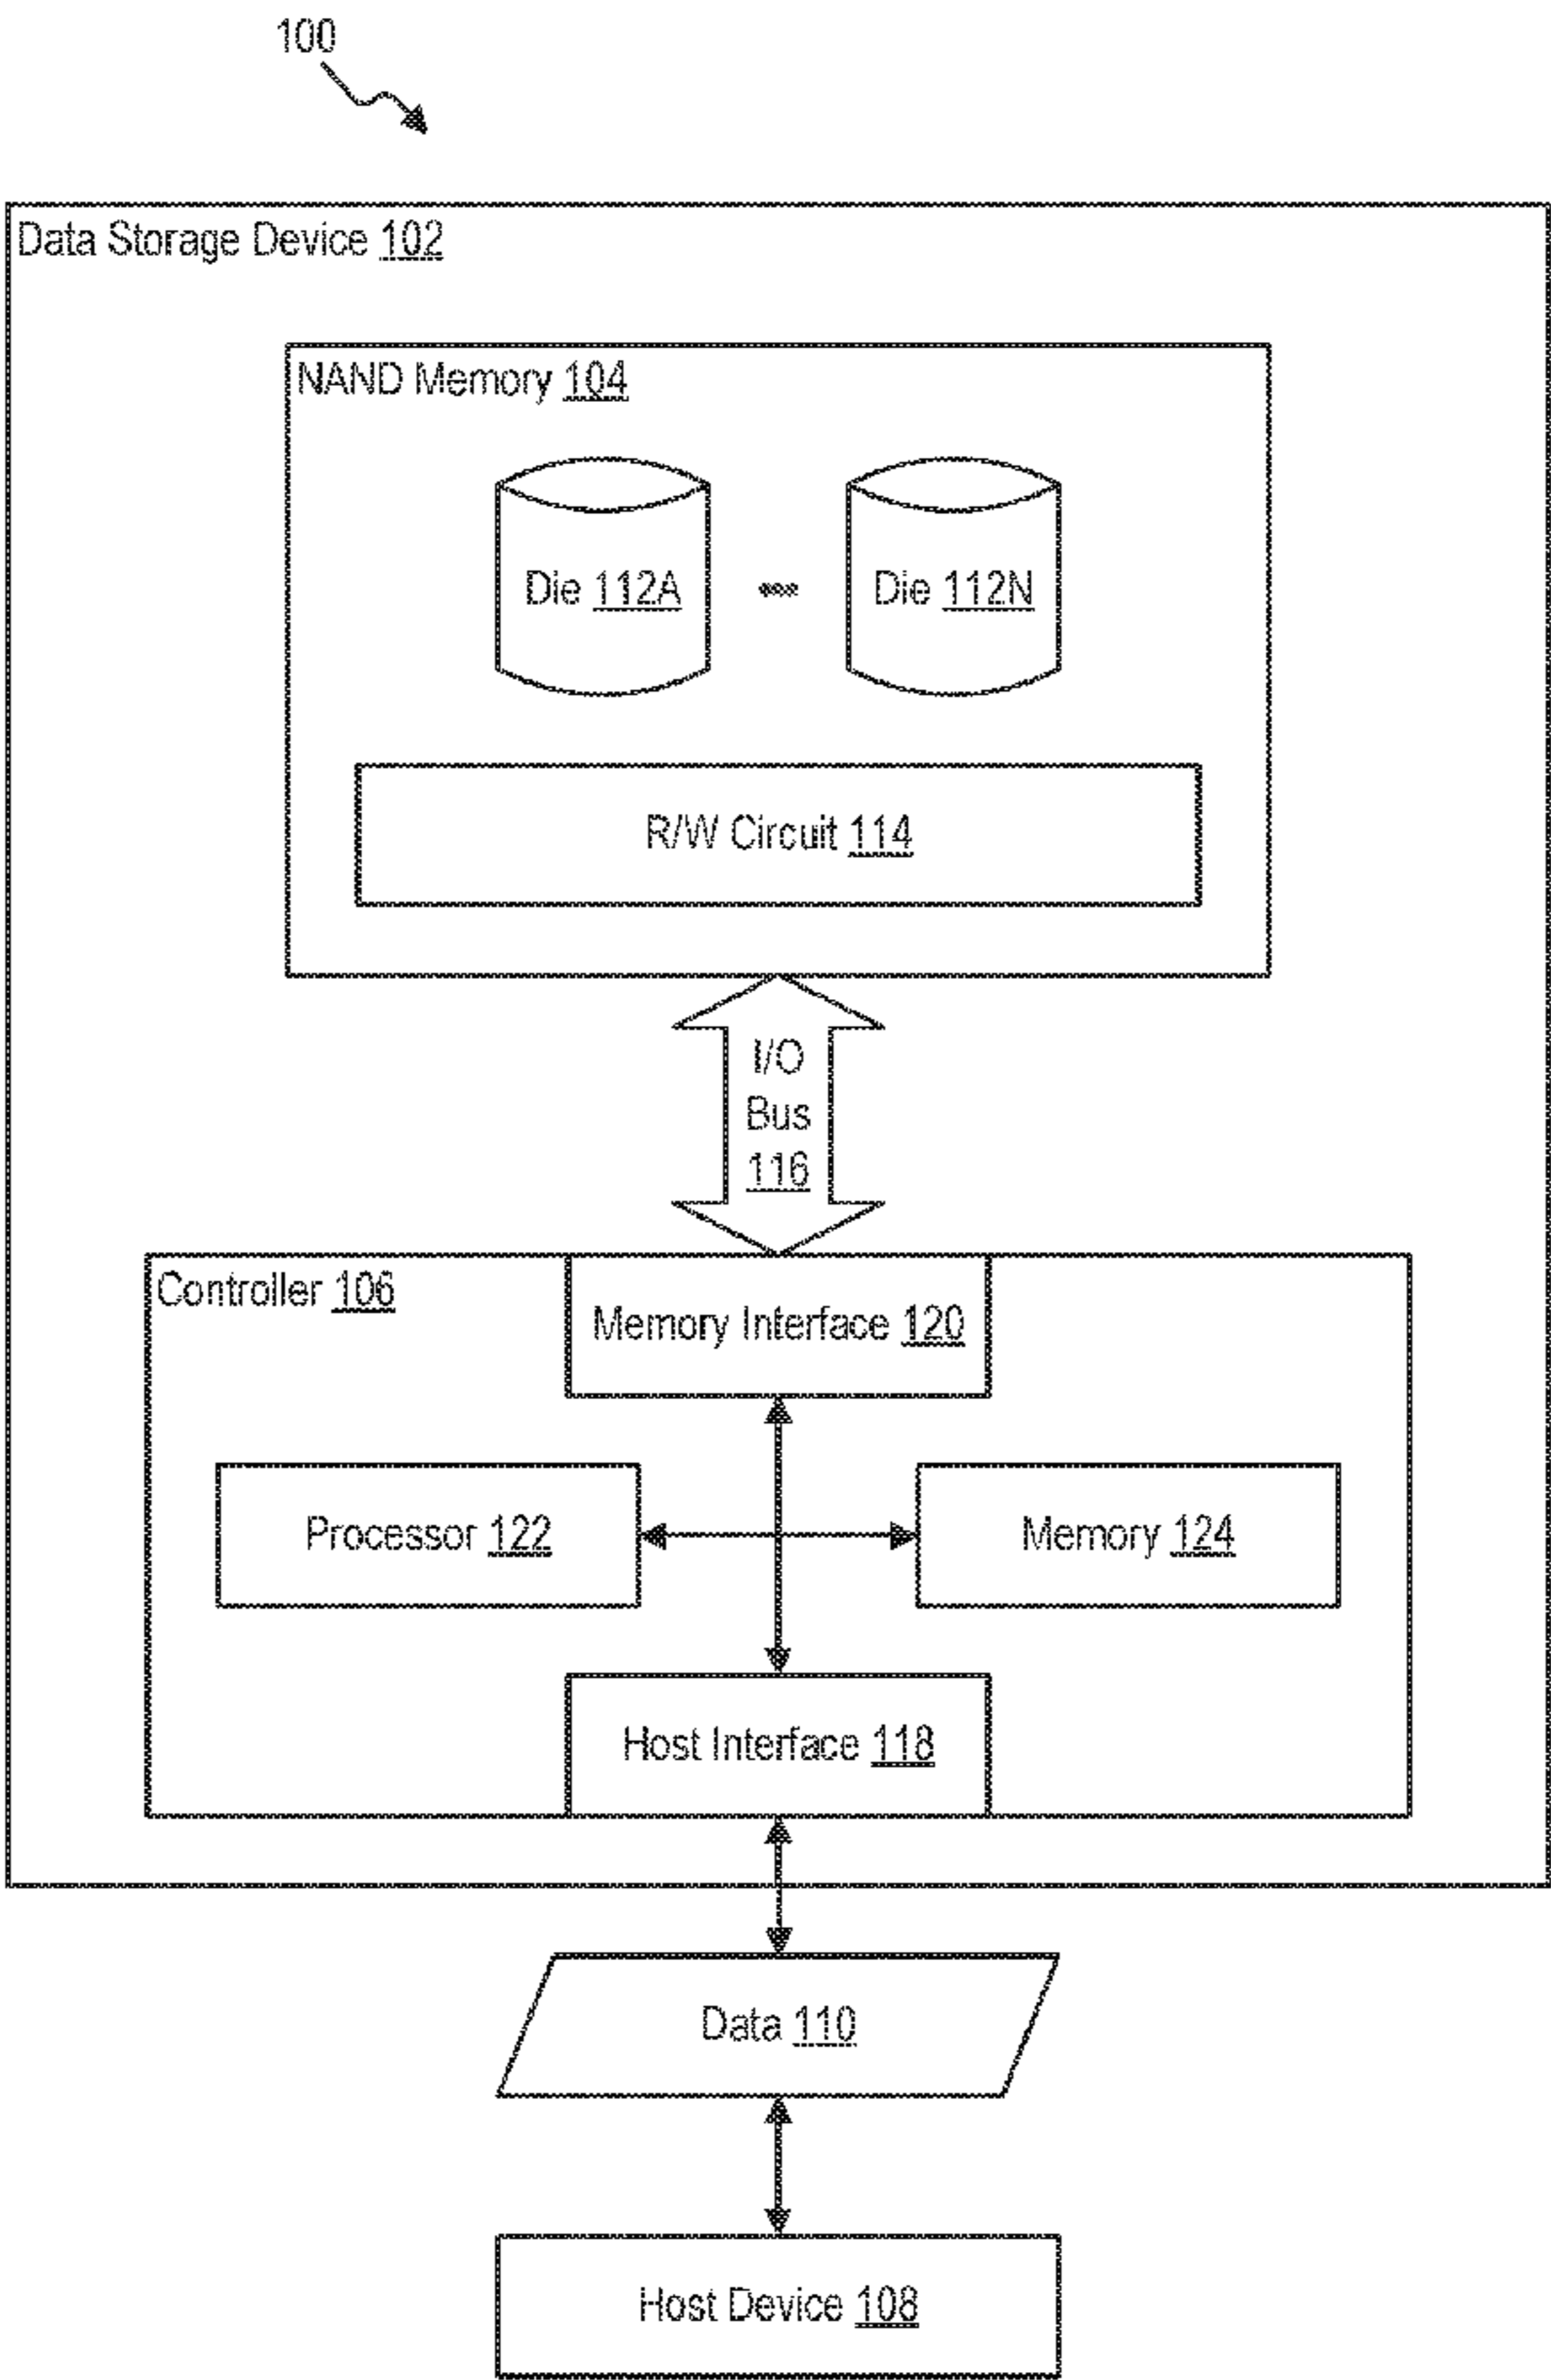 100
Data Storage Device 102
NAND Memory 104
Die 112A
Die 112N
R/W Circuit 114
I/O
Bus
116
Controller 106
Memory Interface 120
Processor 122
Memory 124
Host Interface 118
Data 110
Host Device 108